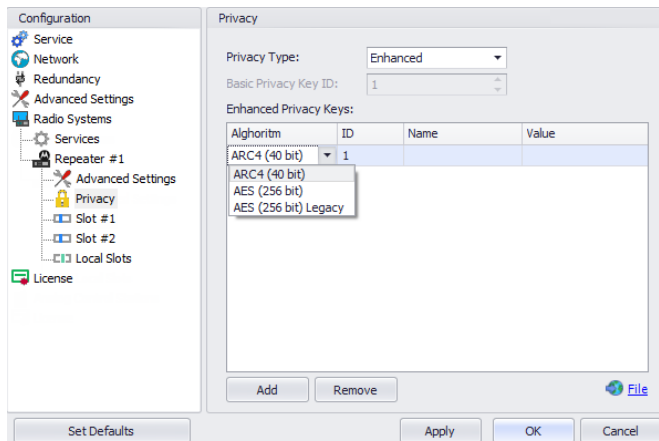 Configuration
Service
Network
Redundancy
Advanced Settings
Radio Systems
Services
Repeater #1
Advanced Settings
Privacy
Slot #1
Slot #2
Local Slots
License
Set Defaults
Privacy
Privacy Type: Enhanced
Basic Privacy Key ID: 1
Enhanced Privacy Keys:
Alghoritm ID Name Value
ARC4 (40 bit) 1
ARC4 (40 bit)
AES (256 bit)
AES (256 bit) Legacy
Add Remove File
Apply OK Cancel